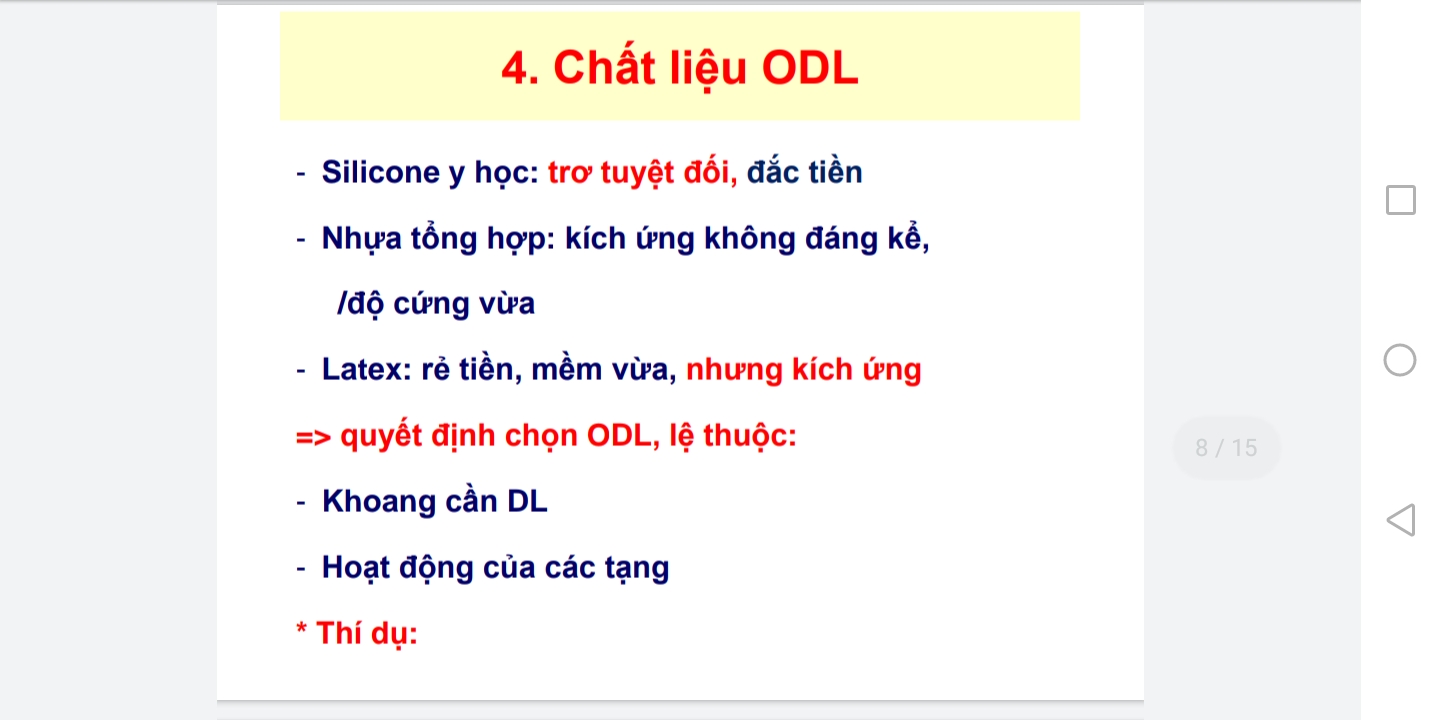 4. Chất liệu ODL
- Silicone y học: trơ tuyệt đối, đắc tiền
- Nhựa tổng hợp: kích ứng không đáng kể,
/độ cứng vừa
- Latex: rẻ tiền, mềm vừa, nhưng kích ứng
=> quyết định chọn ODL, lệ thuộc:
- Khoang cần DL
- Hoạt động của các tạng
* Thí dụ:
8 / 15